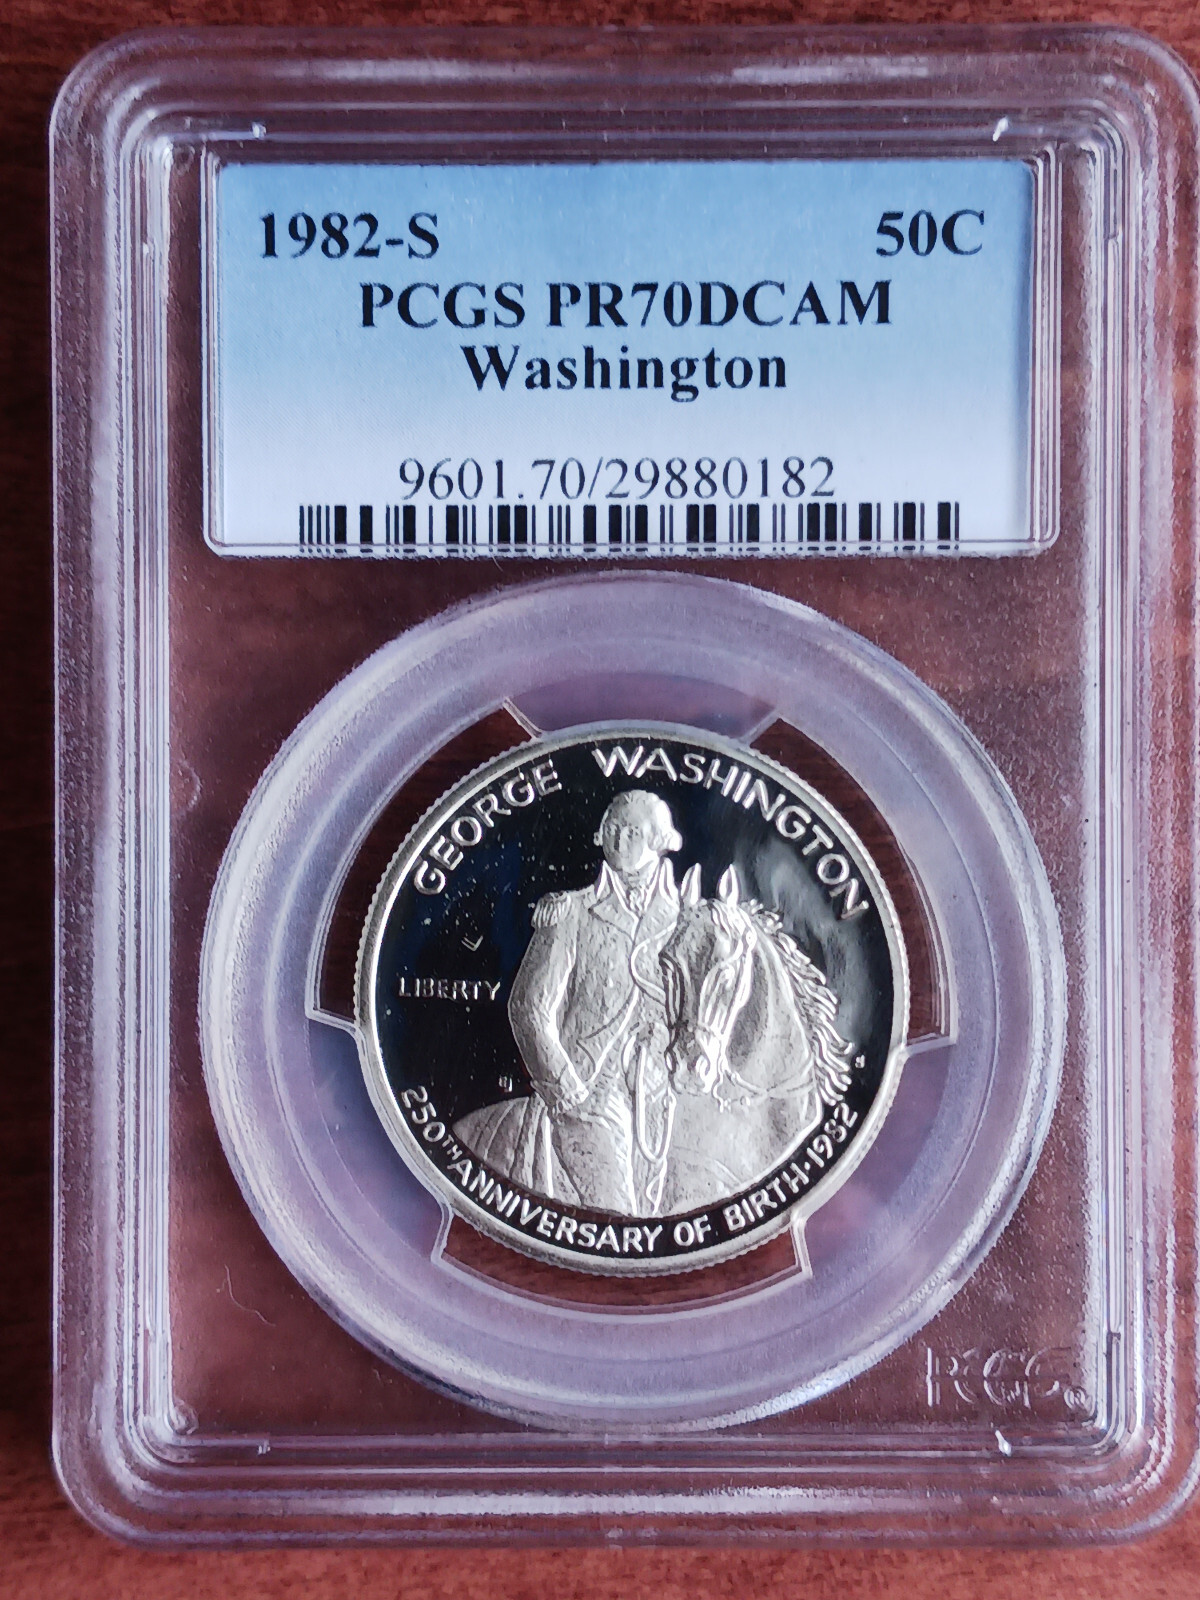 1982-S 50C
PCGS PR70DCAM
Washington
9601.70/29880182
GEORGE WASHINGTON
LIBERTY
250TH ANNIVERSARY OF BIRTH·1982
S
PCGS®